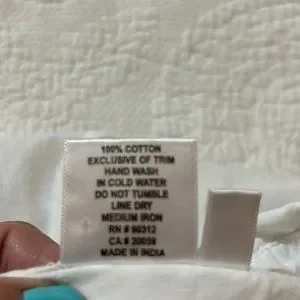 100% COTTON
EXCLUSIVE OF TRIM
HAND WASH
IN COLD WATER
DO NOT TUMBLE
LINE DRY
MEDIUM IRON
RN # 90312
CA # 20059
MADE IN INDIA